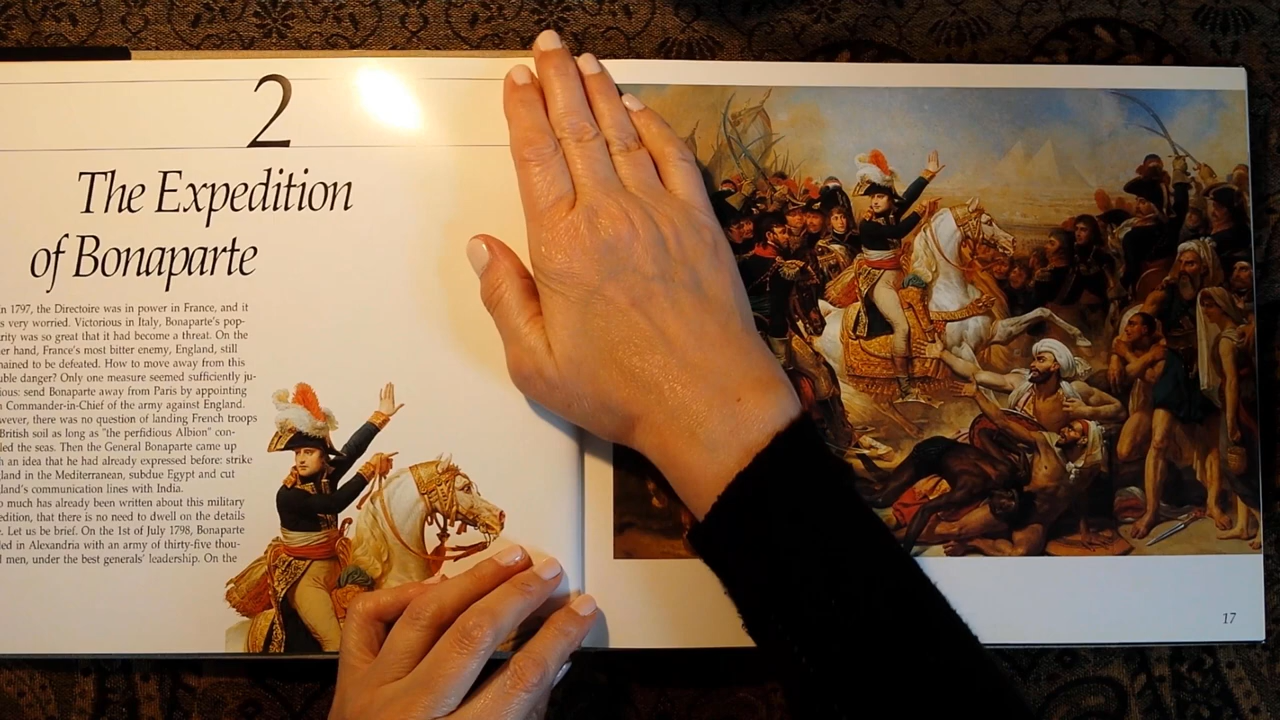 2
The Expedition
of Bonaparte
In 1797, the Directoire was in power in France, and it
s very worried. Victorious in Italy, Bonaparte's pop-
rity was so great that it had become a threat. On the
er hand, France's most bitter enemy, England, still
ained to be defeated. How to move away from this
uble danger? Only one measure seemed sufficiently ju-
ious: send Bonaparte away from Paris by appointing
Commander-in-Chief of the army against England.
wever, there was no question of landing French troops
British soil as long as "the perfidious Albion" con-
led the seas. Then the General Bonaparte came up
h an idea that he had already expressed before: strike
gland in the Mediterranean, subdue Egypt and cut
gland's communication lines with India.
o much has already been written about this military
edition, that there is no need to dwell on the details
. Let us be brief. On the 1st of July 1798, Bonaparte
ded in Alexandria with an army of thirty-five thou-
d men, under the best generals' leadership. On the
17